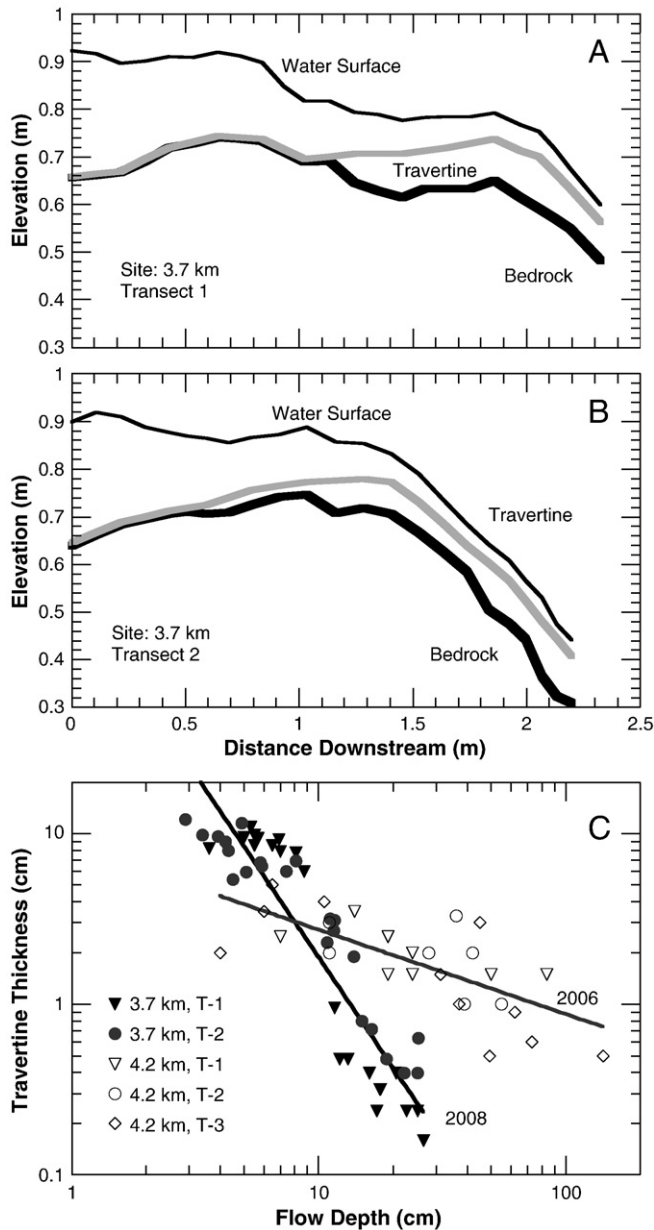 A
Water Surface
Travertine
Bedrock
Site: 3.7 km
Transect 1
Elevation (m)
1
0.9
0.8
0.7
0.6
0.5
0.4
0.3
B
Water Surface
Travertine
Bedrock
Site: 3.7 km
Transect 2
Elevation (m)
1
0.9
0.8
0.7
0.6
0.5
0.4
0.3
0 0.5 1 1.5 2 2.5
Distance Downstream (m)
C
Travertine Thickness (cm)
10
1
0.1
2006
2008
3.7 km, T-1
3.7 km, T-2
4.2 km, T-1
4.2 km, T-2
4.2 km, T-3
1 10 100
Flow Depth (cm)